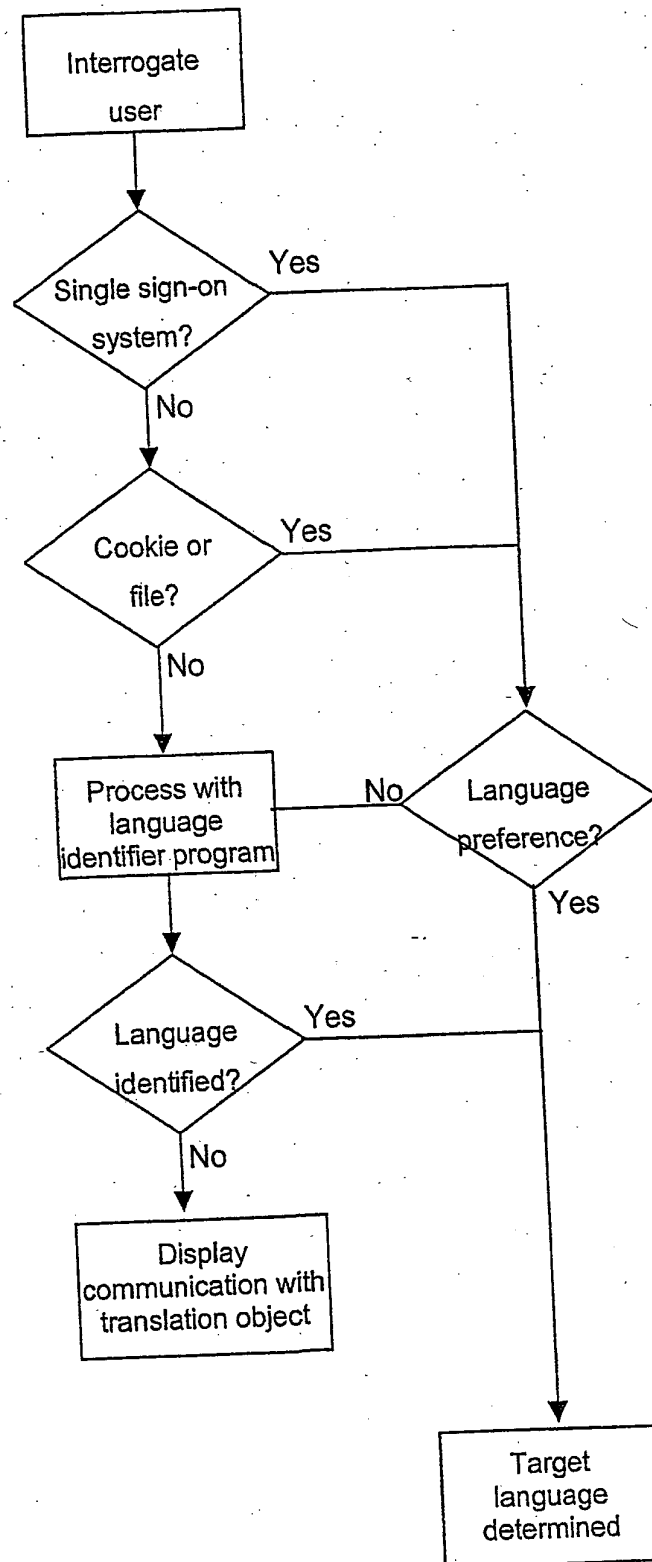 Interrogate
user
Yes
Single sign-on
system?
No
Yes
Cookie or
file?
No
Process with
language
identifier program
No
Language
preference?
Yes
Yes
Language
identified?
No
Display
communication with
translation object
Target
language
determined